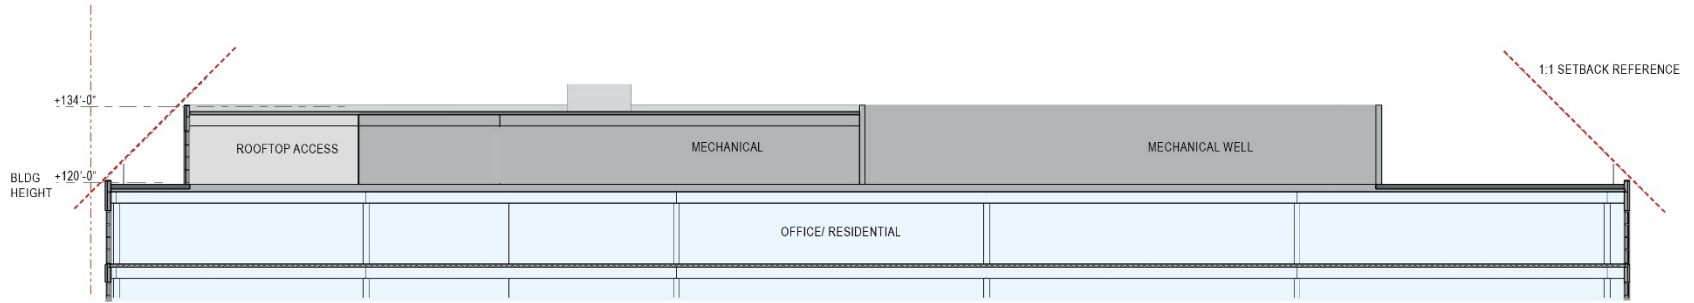 1:1 SETBACK REFERENCE
+134'-0"
ROOFTOP ACCESS
MECHANICAL
MECHANICAL WELL
BLDG
HEIGHT
+120'-0"
OFFICE/ RESIDENTIAL